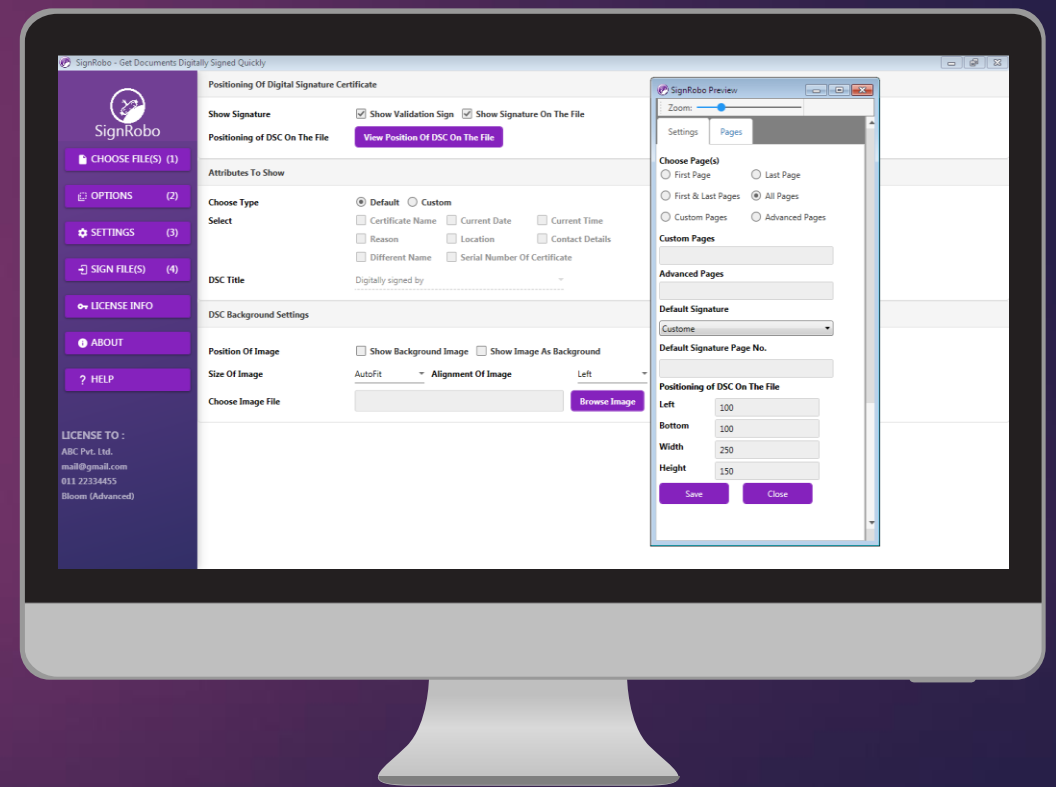 SignRobo - Get Documents Digitally Signed Quickly
SignRobo
CHOOSE FILE(S) (1)
OPTIONS (2)
SETTINGS (3)
SIGN FILE(S) (4)
LICENSE INFO
ABOUT
? HELP
LICENSE TO :
ABC Pvt. Ltd.
mail@gmail.com
011 22334455
Bloom (Advanced)
Positioning Of Digital Signature Certificate
Show Signature Show Validation Sign Show Signature On The File
Positioning of DSC On The File View Position Of DSC On The File
Attributes To Show
Choose Type Default Custom
Select Certificate Name Current Date Current Time
Reason Location Contact Details
Different Name Serial Number Of Certificate
DSC Title Digitally signed by
DSC Background Settings
Position Of Image Show Background Image Show Image As Background
Size Of Image AutoFit Alignment Of Image Left
Choose Image File Browse Image
SignRobo Preview
Zoom:
Settings Pages
Choose Page(s)
First Page Last Page
First & Last Pages All Pages
Custom Pages Advanced Pages
Custom Pages
Advanced Pages
Default Signature
Custome
Default Signature Page No.
Positioning of DSC On The File
Left 100
Bottom 100
Width 250
Height 150
Save Close